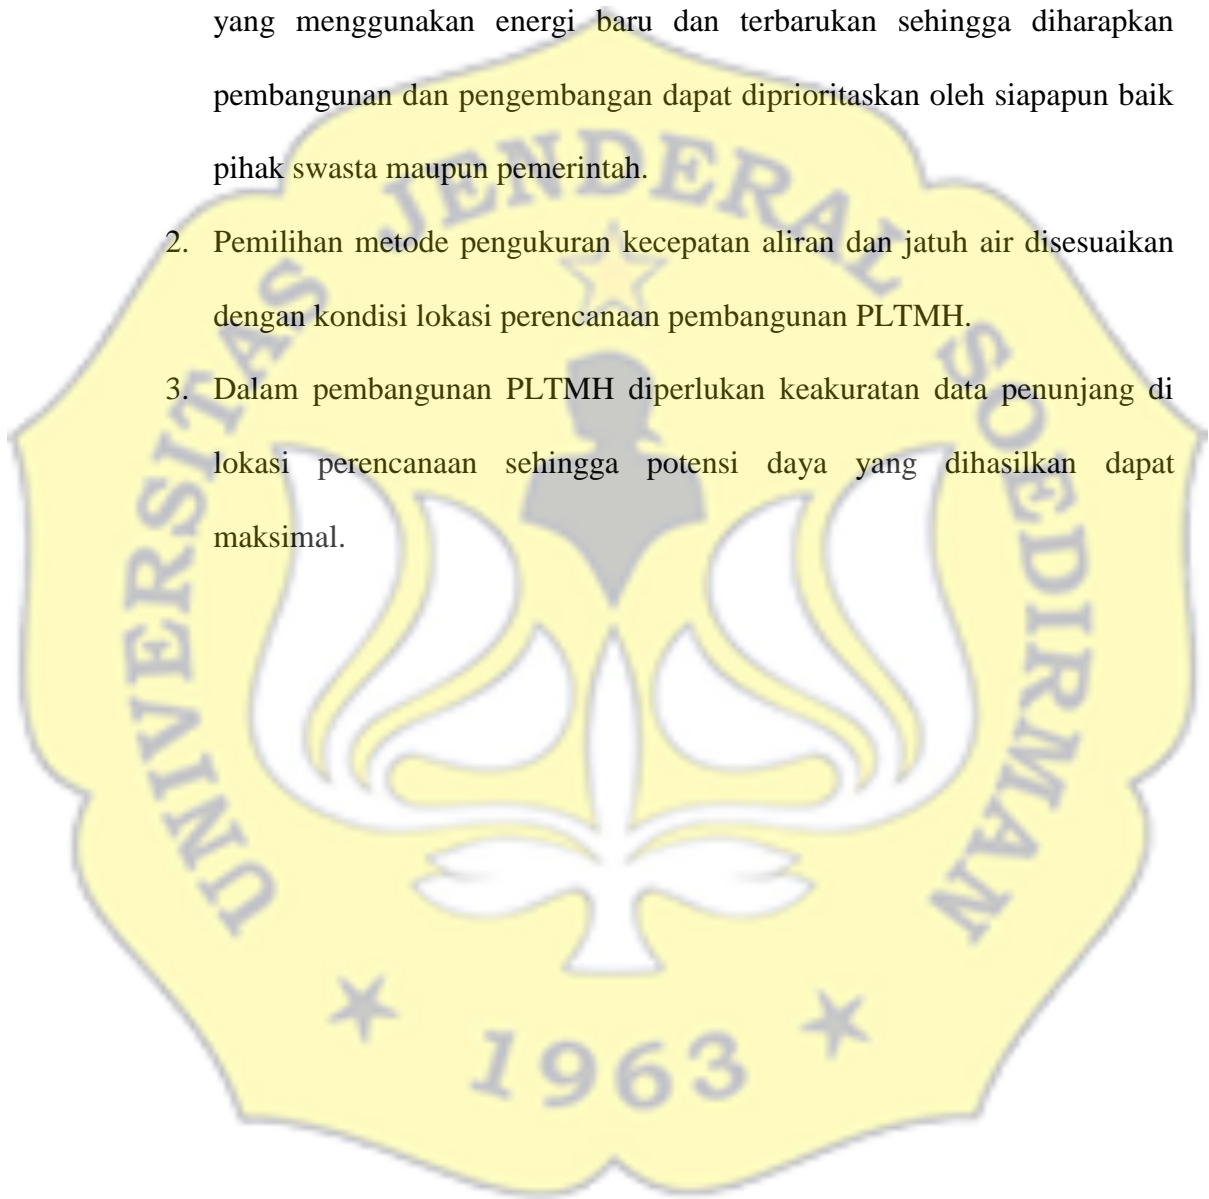 yang menggunakan energi baru dan terbarukan sehingga diharapkan
pembangunan dan pengembangan dapat diprioritaskan oleh siapapun baik
pihak swasta maupun pemerintah.
2. Pemilihan metode pengukuran kecepatan aliran dan jatuh air disesuaikan
dengan kondisi lokasi perencanaan pembangunan PLTMH.
3. Dalam pembangunan PLTMH diperlukan keakuratan data penunjang di
lokasi perencanaan sehingga potensi daya yang dihasilkan dapat
maksimal.
UNIVERSITAS JENDERAL SOEDIRMAN
1963